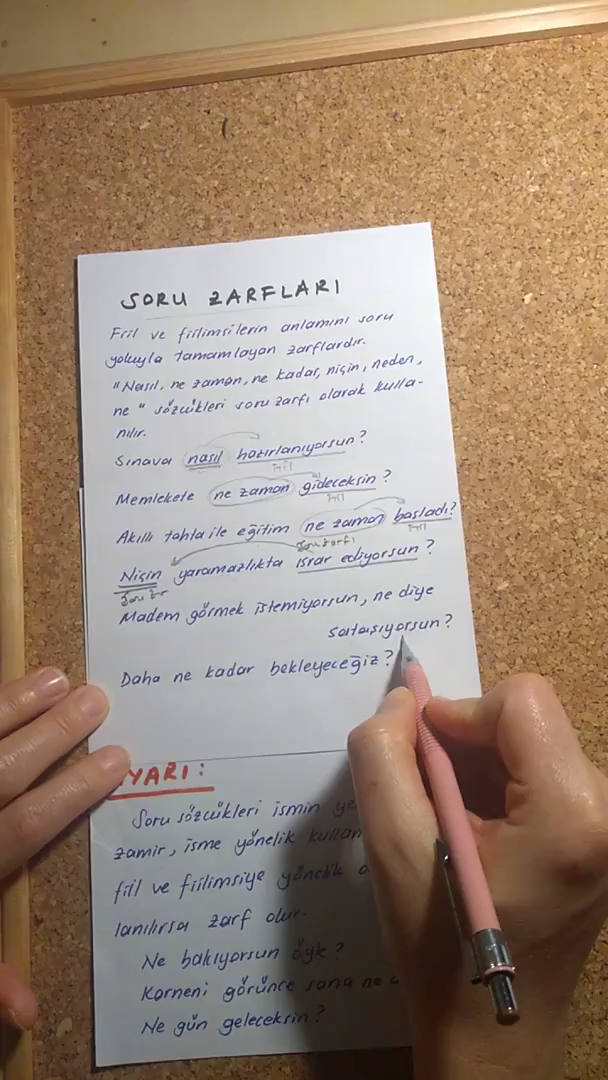 SORU ZARFLARI
Fiil ve fiilimsilerin anlamını soru
yoluyla tamamlayan zarflardır.
"Nasıl, ne zaman, ne kadar, niçin, neden,
ne" sözcükleri soru zarfı olarak kulla-
nılır.
Sınava nasıl hazırlanıyorsun?
Fiil
Memlekete ne zaman gideceksin?
Fiil
Akıllı tahta ile eğitim ne zaman başladı?
Soru zarfı Fiil
Niçin yaramazlıkta ısrar ediyorsun?
Soru
Madem görmek istemiyorsun, ne diye
sataşıyorsun?
Daha ne kadar bekleyeceğiz?
YARI:
Soru sözcükleri ismin
zamir, isme yönelik
fiil ve fiilimsiye yönelik
lanılırsa zarf olur.
Ne bakıyorsun öyle?
Karneni görünce sana ne
Ne gün geleceksin?